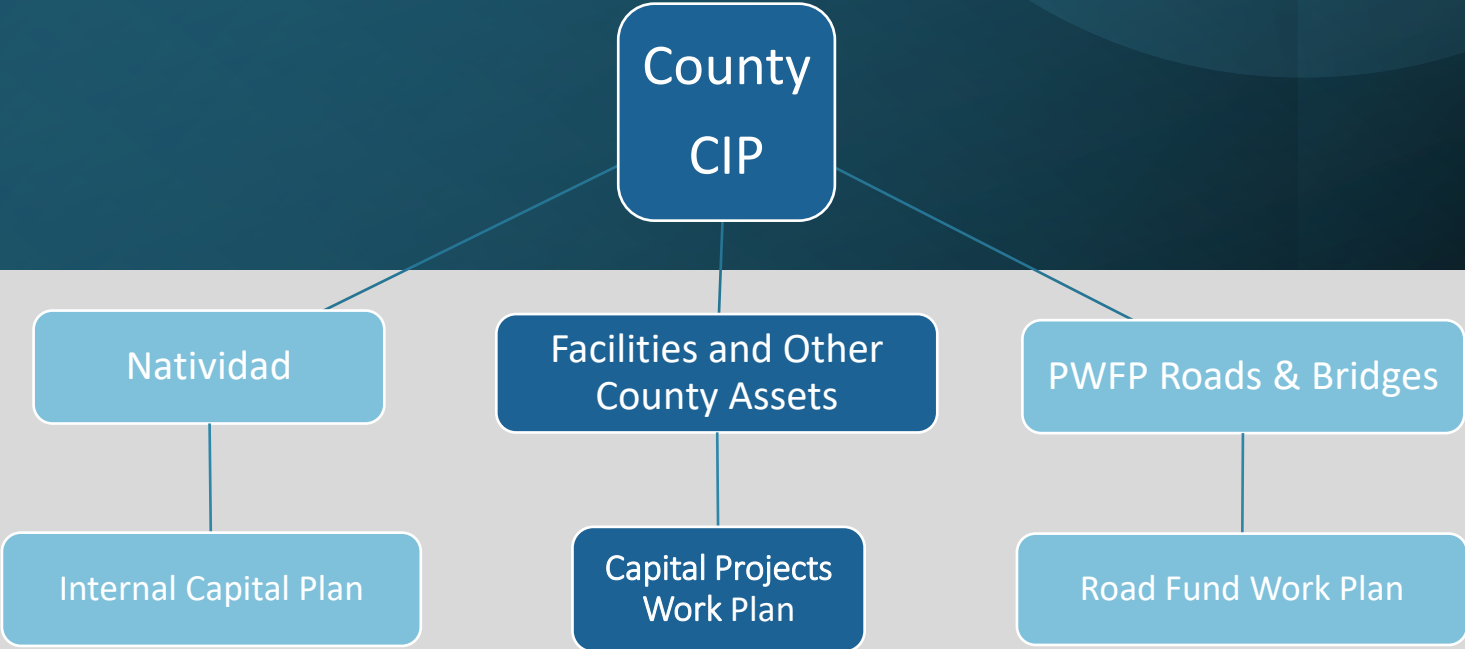 County
CIP
Natividad
Facilities and Other
County Assets
PWFP Roads & Bridges
Internal Capital Plan
Capital Projects
Work Plan
Road Fund Work Plan